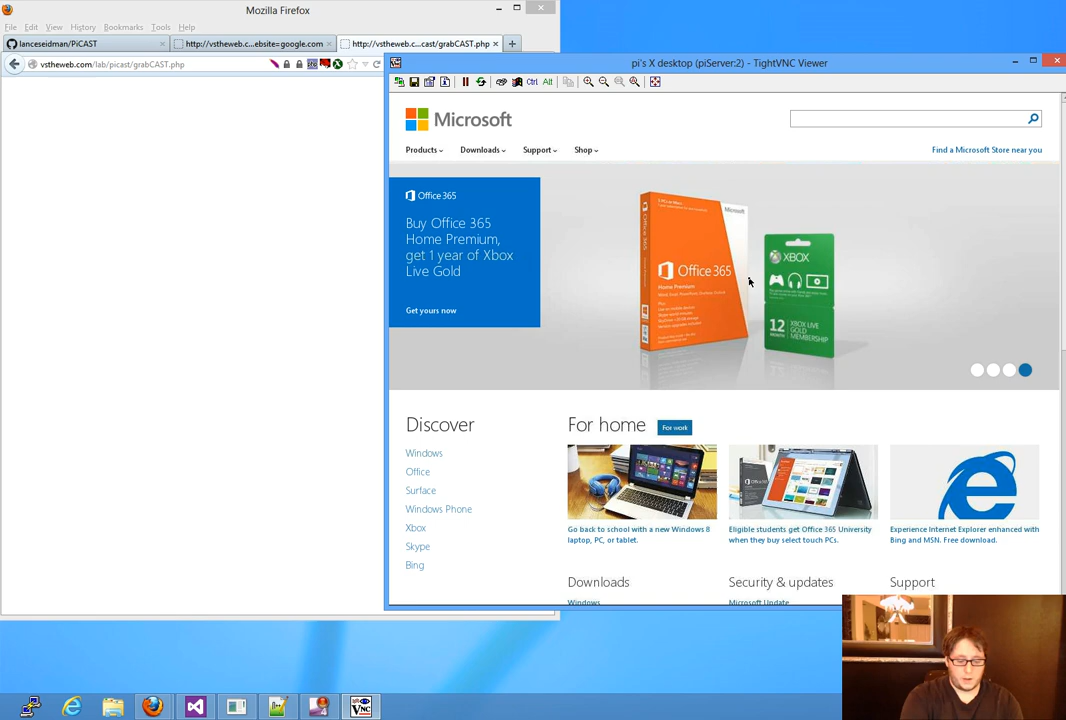 Mozilla Firefox
File Edit View History Bookmarks Tools Help
lanceseidman/PiCAST
http://vstheweb.c...ebsite=google.com
http://vstheweb.c...cast/grabCAST.php
vstheweb.com/lab/picast/grabCAST.php
pi's X desktop (piServer:2) - TightVNC Viewer
Ctrl Alt
Microsoft
Products Downloads Support Shop
Find a Microsoft Store near you
Office 365
Buy Office 365
Home Premium,
get 1 year of Xbox
Live Gold
Get yours now
Microsoft
Office 365
Home Premium
XBOX
12
MONTH
XBOX LIVE
GOLD
MEMBERSHIP
Discover
Windows
Office
Surface
Windows Phone
Xbox
Skype
Bing
For home
For work
Go back to school with a new Windows 8
laptop, PC, or tablet.
Eligible students get Office 365 University
when they buy select touch PCs.
Experience Internet Explorer enhanced with
Bing and MSN. Free download.
Downloads
Windows
Security & updates
Microsoft Update
Support